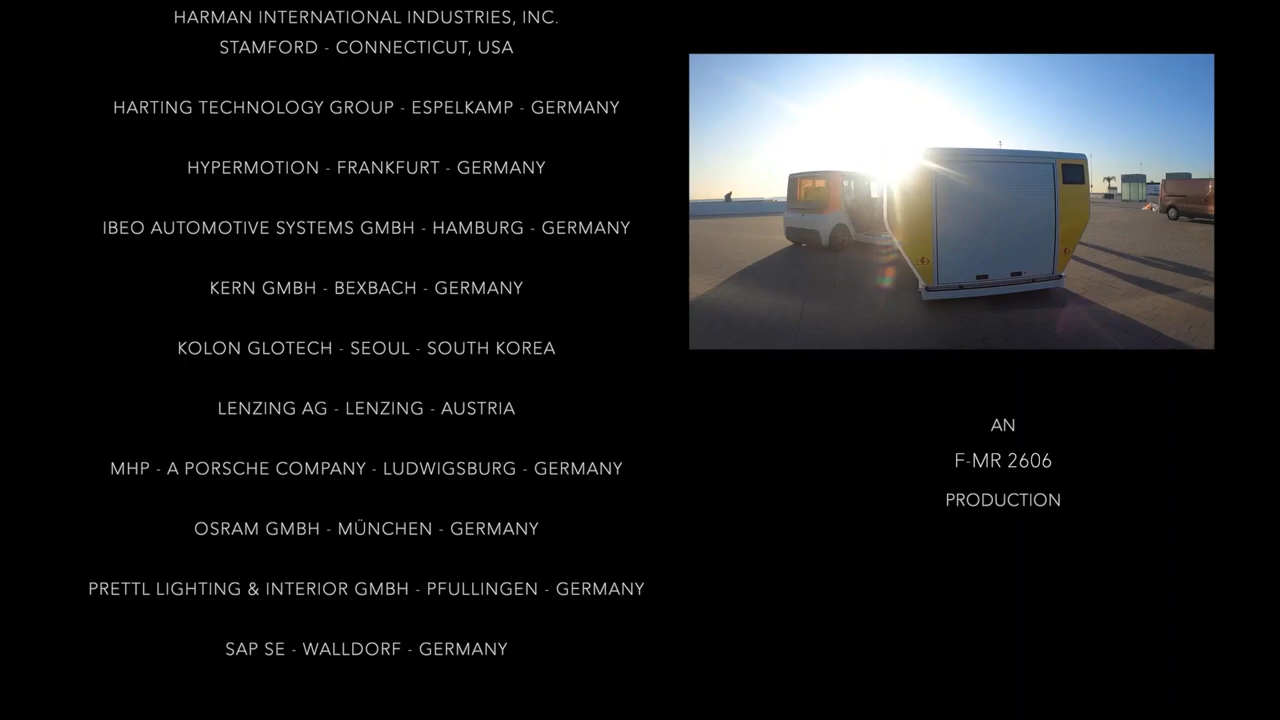 HARMAN INTERNATIONAL INDUSTRIES, INC.
STAMFORD - CONNECTICUT, USA
HARTING TECHNOLOGY GROUP - ESPELKAMP - GERMANY
HYPERMOTION - FRANKFURT - GERMANY
IBEO AUTOMOTIVE SYSTEMS GMBH - HAMBURG - GERMANY
KERN GMBH - BEXBACH - GERMANY
KOLON GLOTECH - SEOUL - SOUTH KOREA
LENZING AG - LENZING - AUSTRIA
MHP - A PORSCHE COMPANY - LUDWIGSBURG - GERMANY
OSRAM GMBH - MÜNCHEN - GERMANY
PRETTL LIGHTING & INTERIOR GMBH - PFULLINGEN - GERMANY
SAP SE - WALLDORF - GERMANY
AN
F-MR 2606
PRODUCTION